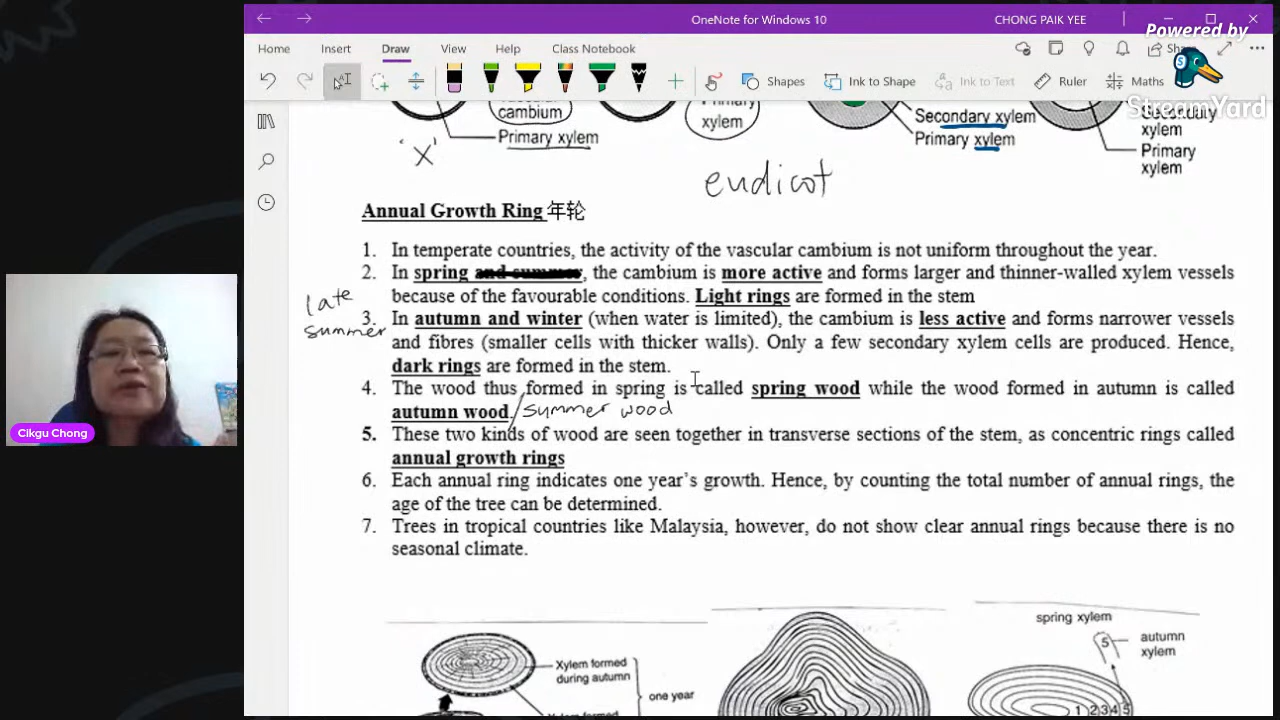 OneNote for Windows 10
CHONG PAIK YEE
Powered by
StreamYard
Home Insert Draw View Help Class Notebook Share
Shapes Ink to Shape Ink to Text Ruler Maths
cambium
Primary xylem
'X'
Primary
xylem
Secondary xylem
Primary xylem
Secondary
xylem
Primary
xylem
eudicot
Annual Growth Ring 年轮
1. In temperate countries, the activity of the vascular cambium is not uniform throughout the year.
2. In spring and summer, the cambium is more active and forms larger and thinner-walled xylem vessels
because of the favourable conditions. Light rings are formed in the stem
late
summer
3. In autumn and winter (when water is limited), the cambium is less active and forms narrower vessels
and fibres (smaller cells with thicker walls). Only a few secondary xylem cells are produced. Hence,
dark rings are formed in the stem.
4. The wood thus formed in spring is called spring wood while the wood formed in autumn is called
autumn wood. / summer wood
5. These two kinds of wood are seen together in transverse sections of the stem, as concentric rings called
annual growth rings
6. Each annual ring indicates one year's growth. Hence, by counting the total number of annual rings, the
age of the tree can be determined.
7. Trees in tropical countries like Malaysia, however, do not show clear annual rings because there is no
seasonal climate.
Xylem formed
during autumn
one year
spring xylem
5
autumn
xylem
1 2 3 4 5
Cikgu Chong